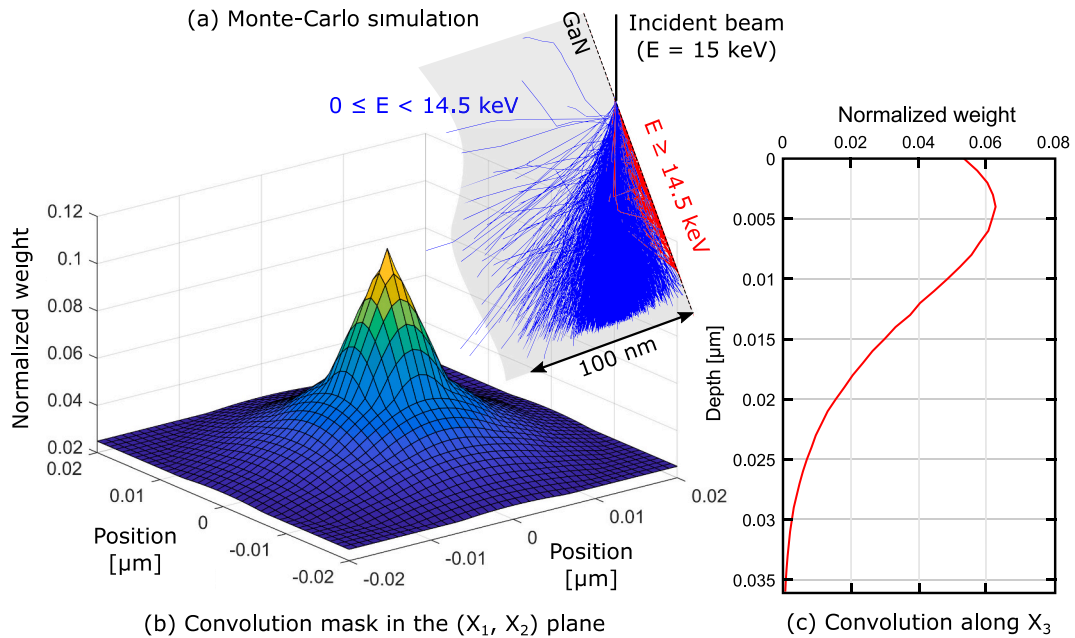 (a) Monte-Carlo simulation
GaN
Incident beam
(E = 15 keV)
0 ≤ E < 14.5 keV
E ≥ 14.5 keV
100 nm
Normalized weight
0.12
0.1
0.08
0.06
0.04
0.02
0.02
0.01
0
-0.01
-0.02
Position
[µm]
-0.02
-0.01
0
0.01
0.02
Position
[µm]
(b) Convolution mask in the (X₁, X₂) plane
Normalized weight
0 0.02 0.04 0.06 0.08
0
0.005
0.01
0.015
0.02
0.025
0.03
0.035
Depth [µm]
(c) Convolution along X₃